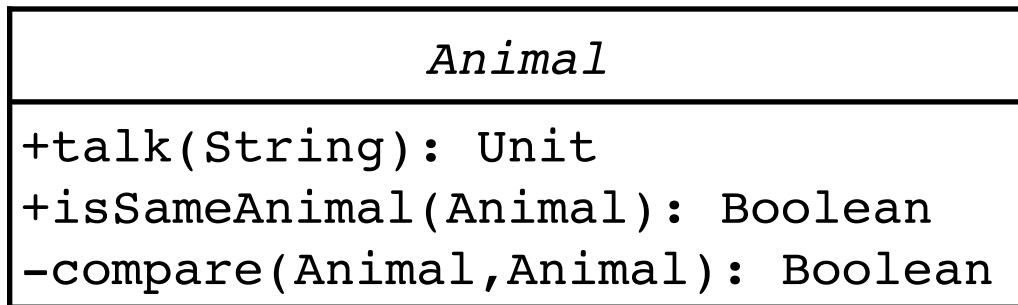 Animal
+talk(String): Unit
+isSameAnimal(Animal): Boolean
-compare(Animal,Animal): Boolean